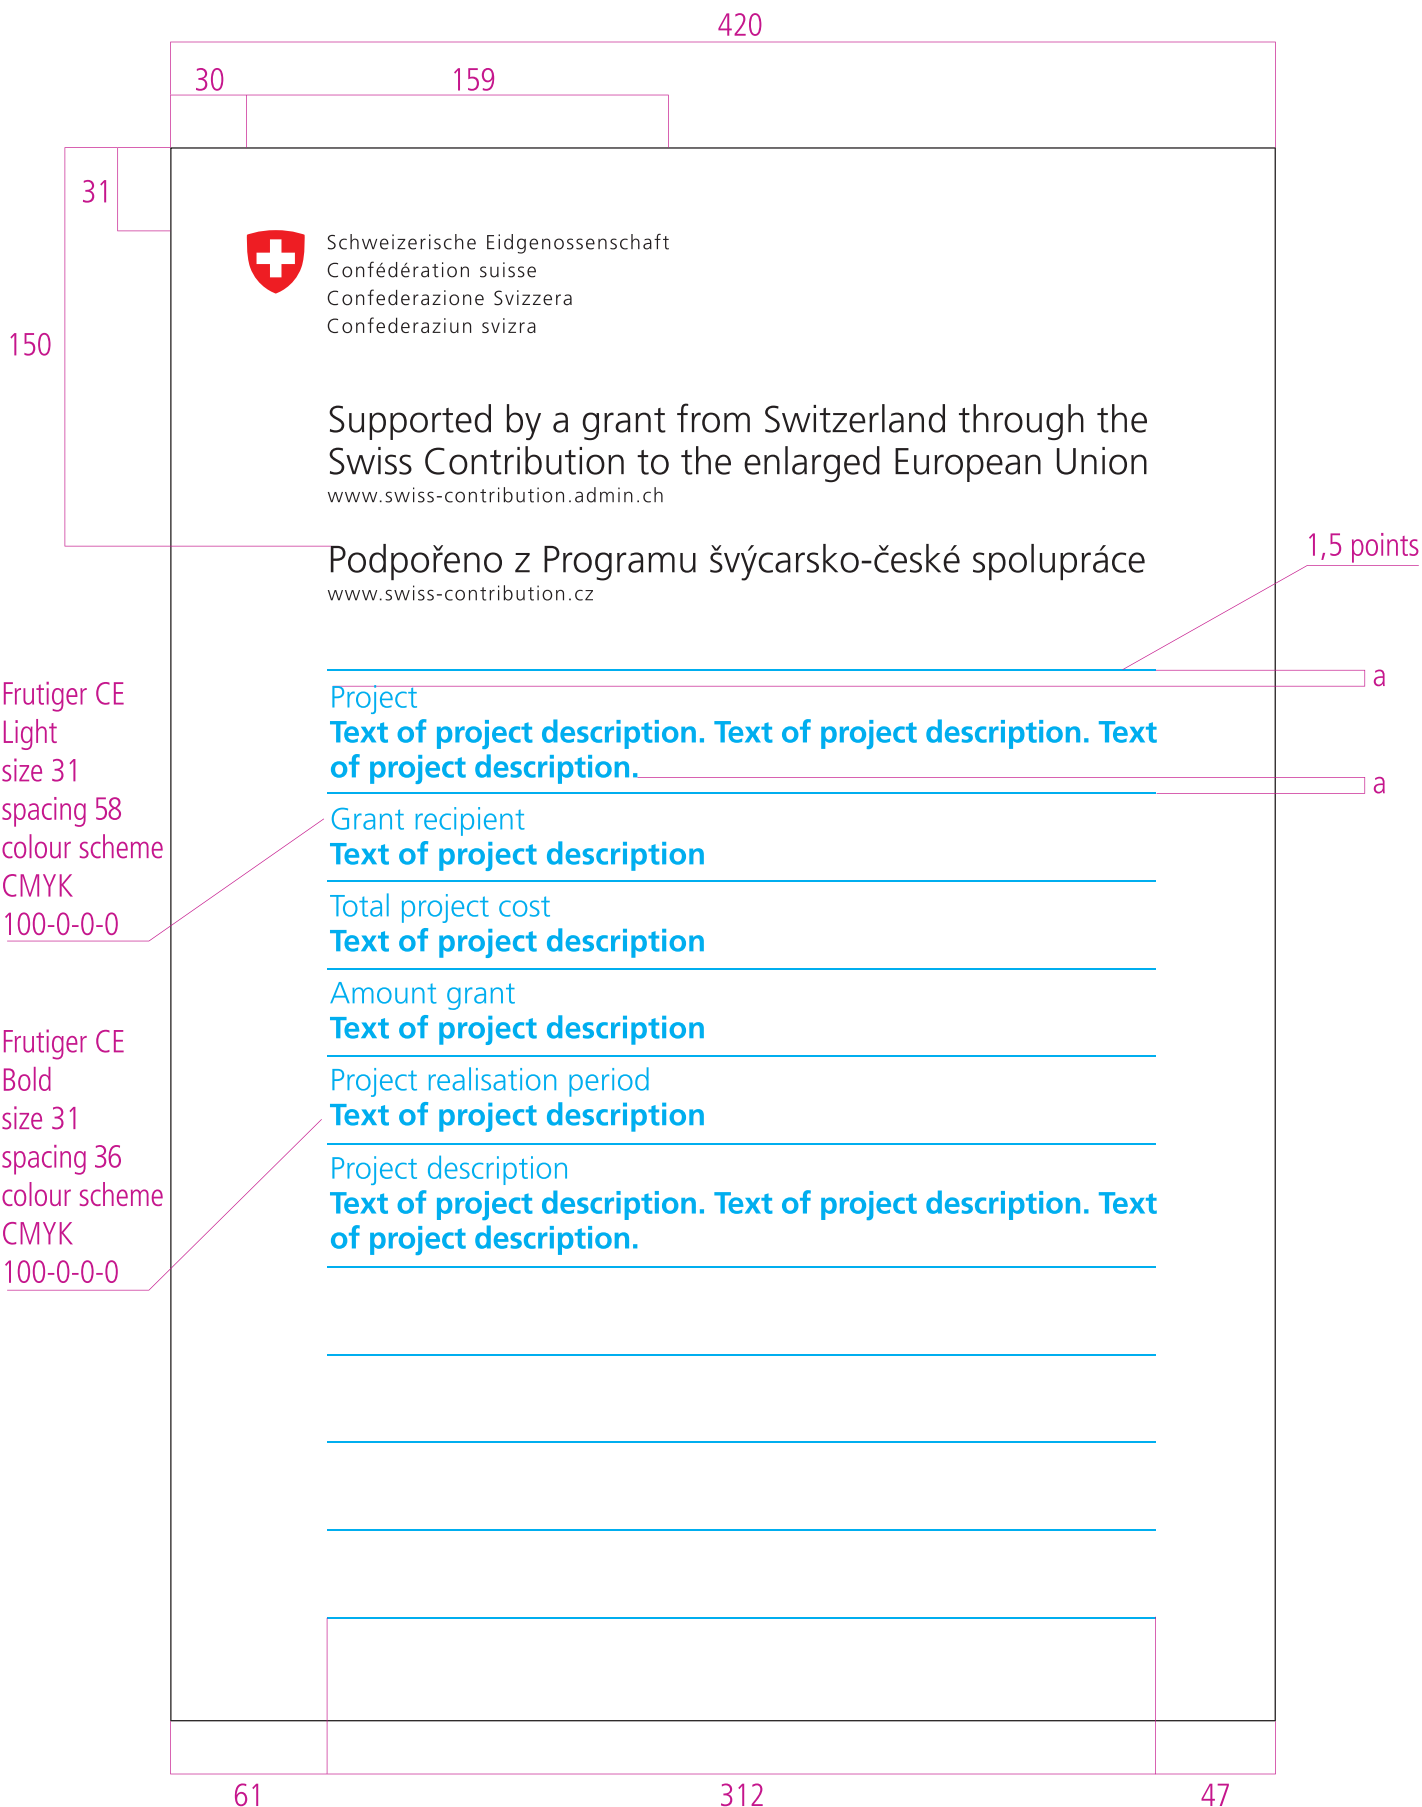 420
30
159
31
150
Schweizerische Eidgenossenschaft
Confédération suisse
Confederazione Svizzera
Confederaziun svizra
Supported by a grant from Switzerland through the
Swiss Contribution to the enlarged European Union
www.swiss-contribution.admin.ch
Podpořeno z Programu švýcarsko-české spolupráce
www.swiss-contribution.cz
1,5 points
a
a
Frutiger CE
Light
size 31
spacing 58
colour scheme
CMYK
100-0-0-0
Project
Text of project description. Text of project description. Text
of project description.
Grant recipient
Text of project description
Total project cost
Text of project description
Amount grant
Text of project description
Frutiger CE
Bold
size 31
spacing 36
colour scheme
CMYK
100-0-0-0
Project realisation period
Text of project description
Project description
Text of project description. Text of project description. Text
of project description.
61
312
47